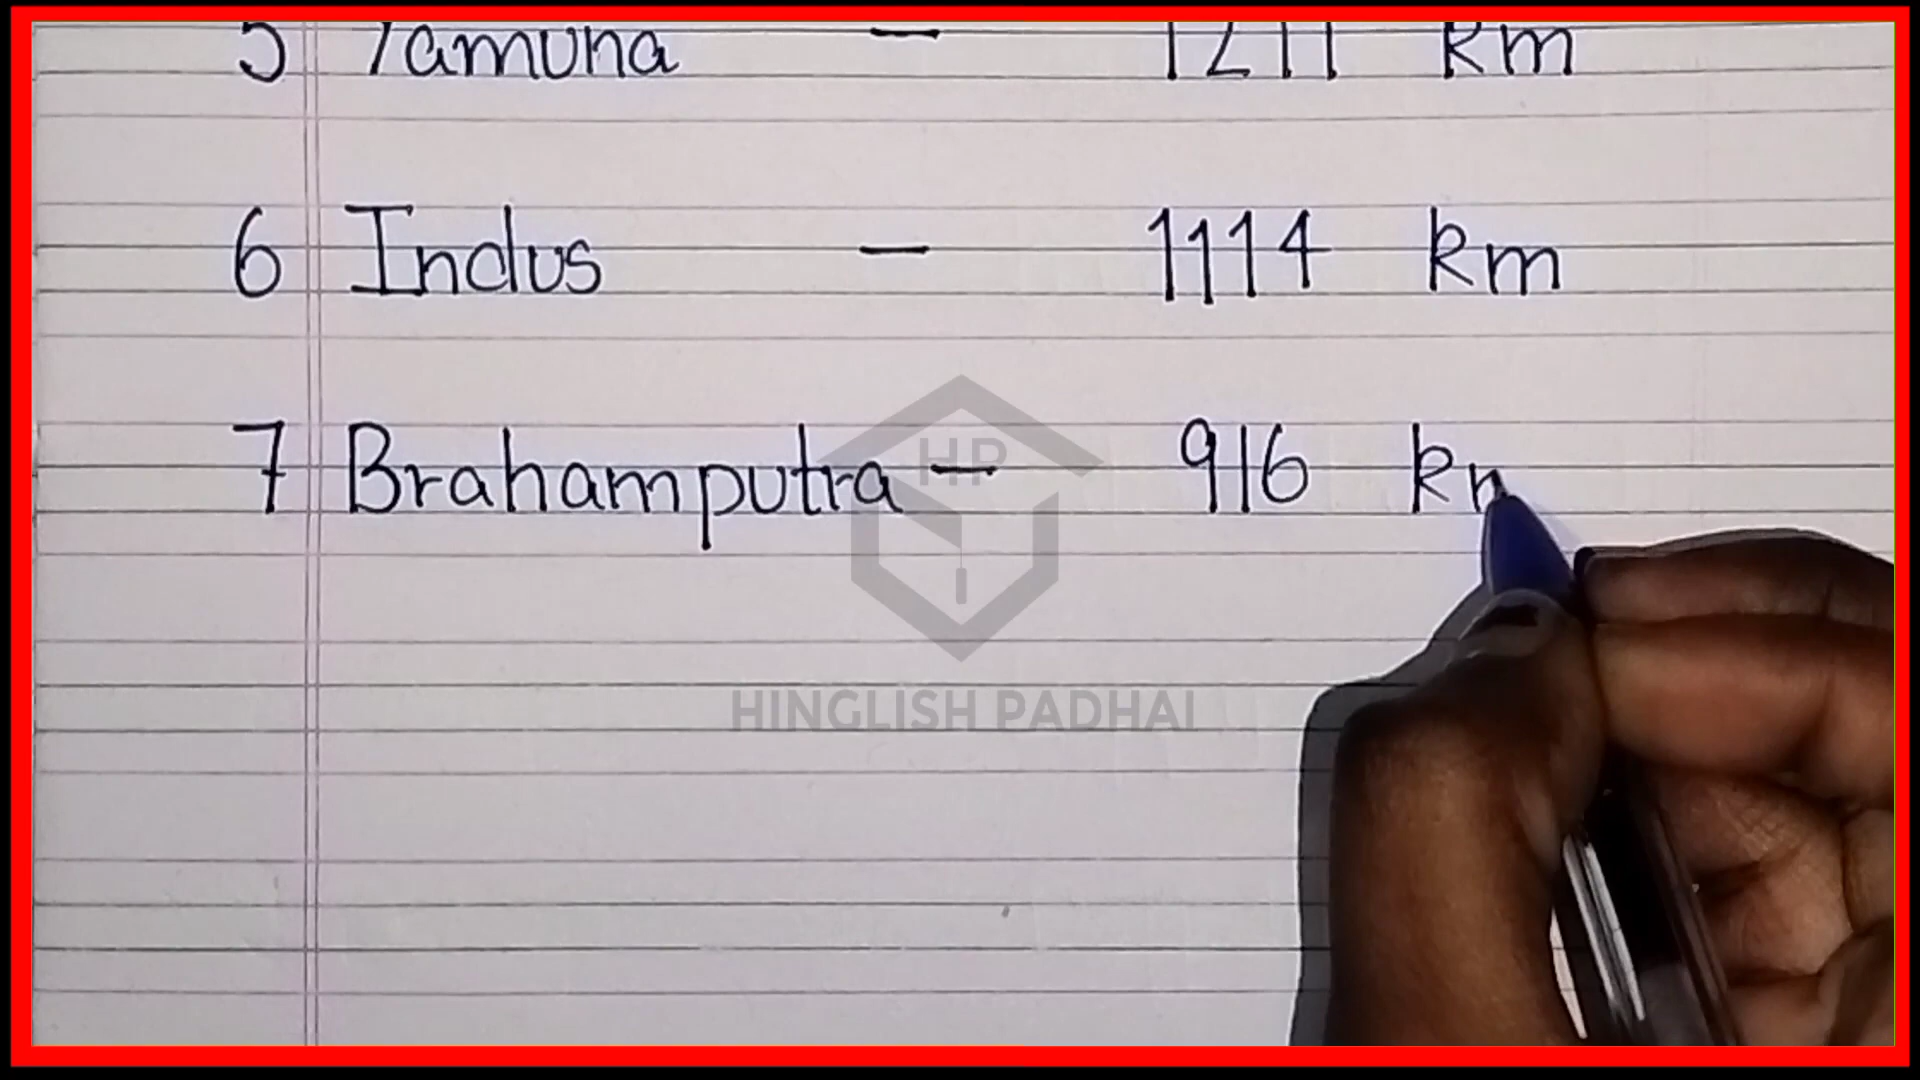 5 Yamuna - 1211 km
6 Indus - 1114 km
7 Brahamputra - 916 km
HP
HINGLISH PADHAI